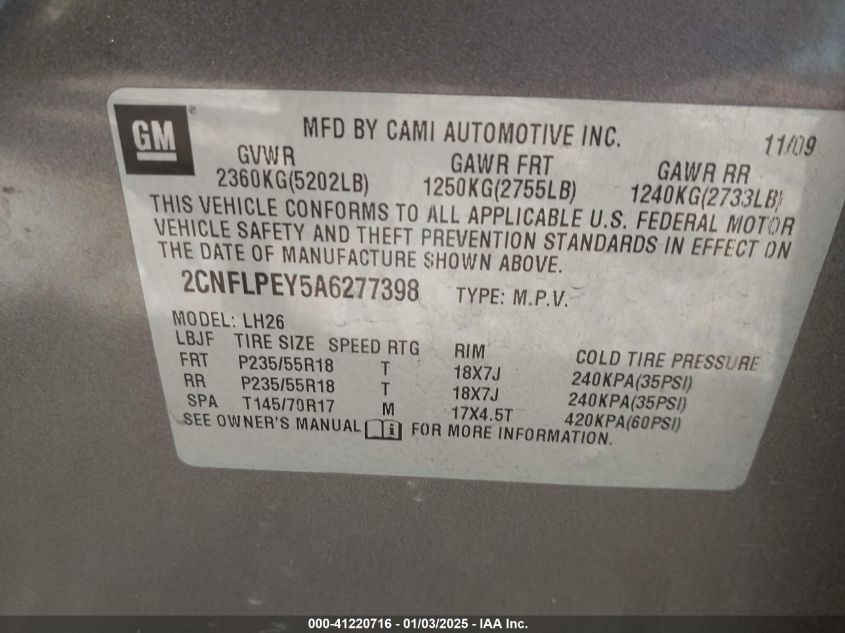 GM
MFD BY CAMI AUTOMOTIVE INC. 11/09
GVWR GAWR FRT GAWR RR
2360KG(5202LB) 1250KG(2755LB) 1240KG(2733LB)
THIS VEHICLE CONFORMS TO ALL APPLICABLE U.S. FEDERAL MOTOR
VEHICLE SAFETY AND THEFT PREVENTION STANDARDS IN EFFECT ON
THE DATE OF MANUFACTURE SHOWN ABOVE.
2CNFLPEY5A6277398 TYPE: M.P.V.
MODEL: LH26
LBJF TIRE SIZE SPEED RTG RIM COLD TIRE PRESSURE
FRT P235/55R18 T 18X7J 240KPA(35PSI)
RR P235/55R18 T 18X7J 240KPA(35PSI)
SPA T145/70R17 M 17X4.5T 420KPA(60PSI)
SEE OWNER'S MANUAL FOR MORE INFORMATION.
000-41220716 - 01/03/2025 - IAA Inc.